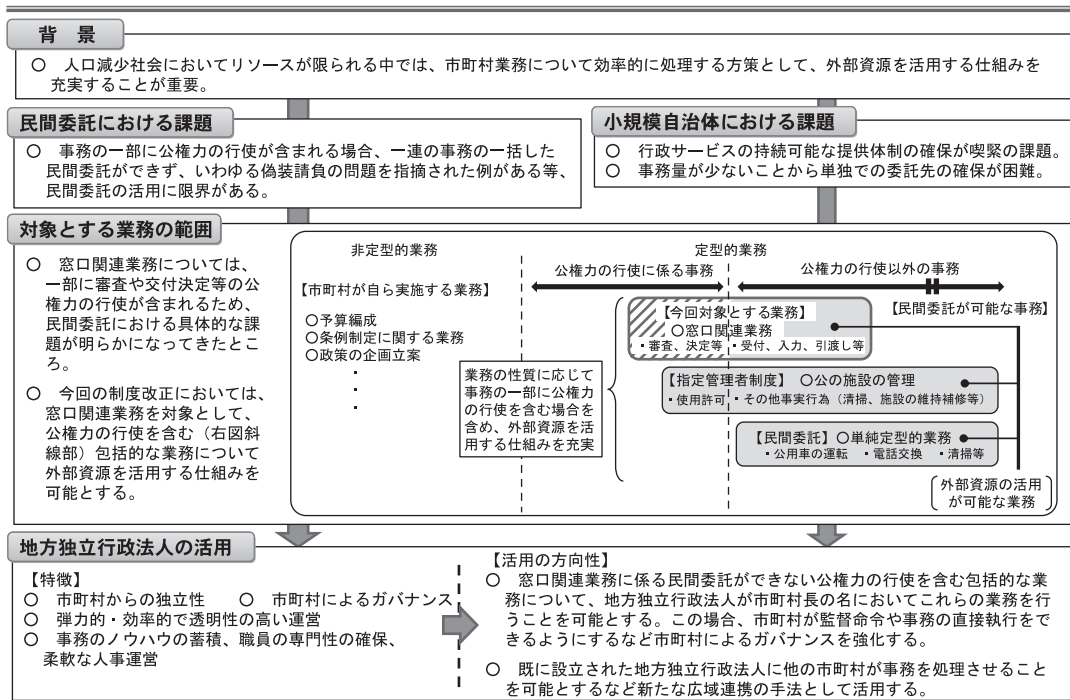 背　景
○　人口減少社会においてリソースが限られる中では、市町村業務について効率的に処理する方策として、外部資源を活用する仕組みを
充実することが重要。
民間委託における課題
○　事務の一部に公権力の行使が含まれる場合、一連の事務の一括した
民間委託ができず、いわゆる偽装請負の問題を指摘された例がある等、
民間委託の活用に限界がある。
小規模自治体における課題
○　行政サービスの持続可能な提供体制の確保が喫緊の課題。
○　事務量が少ないことから単独での委託先の確保が困難。
対象とする業務の範囲
○　窓口関連業務については、
一部に審査や交付決定等の公
権力の行使が含まれるため、
民間委託における具体的な課
題が明らかになってきたとこ
ろ。
○　今回の制度改正においては、
窓口関連業務を対象として、
公権力の行使を含む（右図斜
線部）包括的な業務について
外部資源を活用する仕組みを
可能とする。
非定型的業務
定型的業務
公権力の行使に係る事務
公権力の行使以外の事務
【市町村が自ら実施する業務】
○予算編成
○条例制定に関する業務
○政策の企画立案
・
・
・
【民間委託が可能な事務】
業務の性質に応じて
事務の一部に公権力
の行使を含む場合を
含め、外部資源を活
用する仕組みを充実
【今回対象とする業務】
○窓口関連業務
・審査、決定等　・受付、入力、引渡し等
【指定管理者制度】　○公の施設の管理
・使用許可　・その他事実行為（清掃、施設の維持補修等）
【民間委託】○単純定型的業務
・公用車の運転　・電話交換　・清掃等
外部資源の活用
が可能な業務
地方独立行政法人の活用
【特徴】
○　市町村からの独立性　○　市町村によるガバナンス
○　弾力的・効率的で透明性の高い運営
○　事務のノウハウの蓄積、職員の専門性の確保、
柔軟な人事運営
【活用の方向性】
○　窓口関連業務に係る民間委託ができない公権力の行使を含む包括的な業
務について、地方独立行政法人が市町村長の名においてこれらの業務を行
うことを可能とする。この場合、市町村が監督命令や事務の直接執行をで
きるようにするなど市町村によるガバナンスを強化する。
○　既に設立された地方独立行政法人に他の市町村が事務を処理させること
を可能とするなど新たな広域連携の手法として活用する。